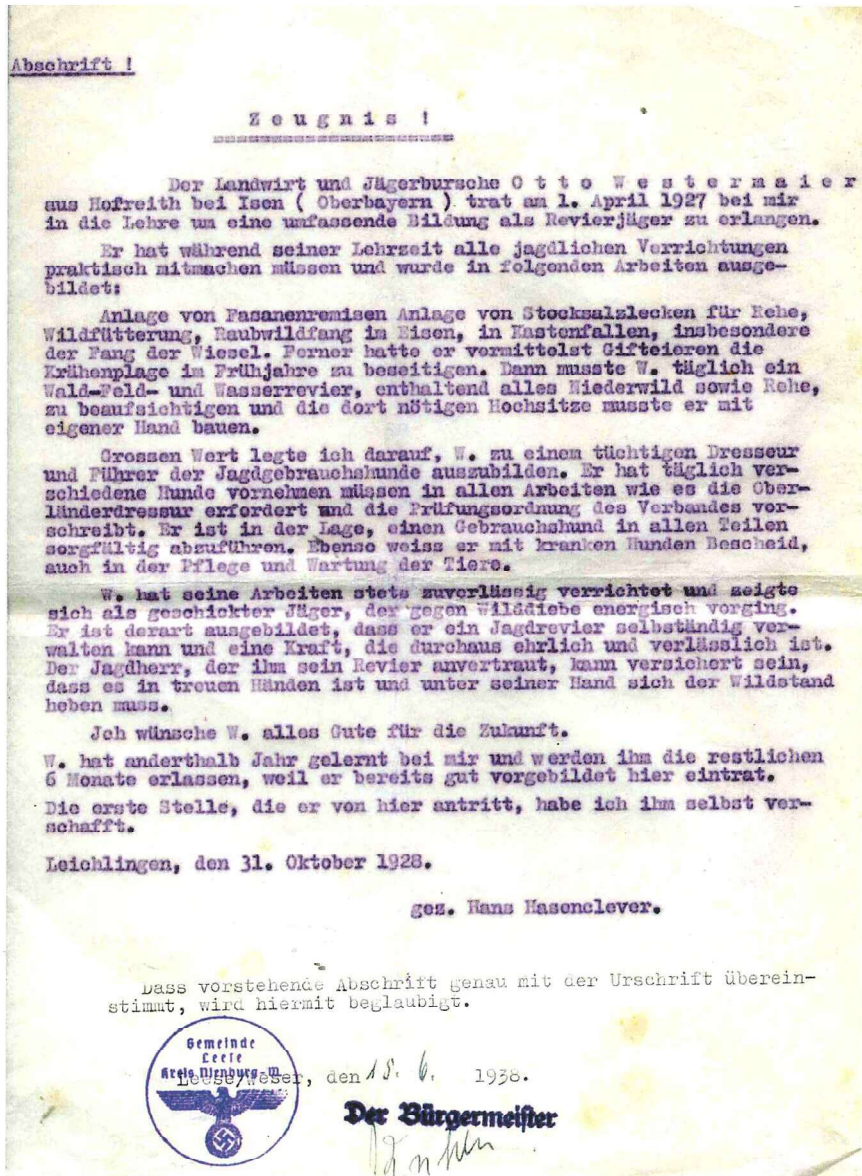 Abschrift !
Z e u g n i s !
Der Landwirt und Jägerbursche O t t o W e s t e r m a i e r
aus Hofreith bei Isen ( Oberbayern ) trat am 1. April 1927 bei mir
in die Lehre um eine umfassende Bildung als Revierjäger zu erlangen.
Er hat während seiner Lehrzeit alle jagdlichen Verrichtungen
praktisch mitmachen müssen und wurde in folgenden Arbeiten ausge-
bildet:
Anlage von Fasanenremisen Anlage von Stocksalzlecken für Rehe,
Wildfütterung, Raubwildfang im Eisen, in Kastenfallen, insbesondere
der Fang der Wiesel. Ferner hatte er vermittelst Gifteieren die
Krähenplage im Frühjahre zu beseitigen. Dann musste W. täglich ein
Wald-Feld- und Wasserrevier, enthaltend alles Niederwild sowie Rehe,
zu beaufsichtigen und die dort nötigen Hochsitze musste er mit
eigener Hand bauen.
Grossen Wert legte ich darauf, W. zu einem tüchtigen Dresseur
und Führer der Jagdgebrauchshunde auszubilden. Er hat täglich ver-
schiedene Hunde vornehmen müssen in allen Arbeiten wie es die Ober-
länderdressur erfordert und die Prüfungsordnung des Verbandes vor-
schreibt. Er ist in der Lage, einen Gebrauchshund in allen Teilen
sorgfältig abzuführen. Ebenso weiss er mit kranken Hunden Bescheid,
auch in der Pflege und Wartung der Tiere.
W. hat seine Arbeiten stets zuverlässig verrichtet und zeigte
sich als geschickter Jäger, der gegen Wilddiebe energisch vorging.
Er ist derart ausgebildet, dass er ein Jagdrevier selbständig ver-
walten kann und eine Kraft, die durchaus ehrlich und verlässlich ist.
Der Jagdherr, der ihm sein Revier anvertraut, kann versichert sein,
dass es in treuen Händen ist und unter seiner Hand sich der Wildstand
heben muss.
Jch wünsche W. alles Gute für die Zukunft.
W. hat anderthalb Jahr gelernt bei mir und werden ihm die restlichen
6 Monate erlassen, weil er bereits gut vorgebildet hier eintrat.
Die erste Stelle, die er von hier antritt, habe ich ihm selbst ver-
schafft.
Leichlingen, den 31. Oktober 1928.
gez. Hans Hasenclever.
Dass vorstehende Abschrift genau mit der Urschrift überein-
stimmt, wird hiermit beglaubigt.
Gemeinde
Leese
Kreis Nienburg-W.
Leese/Weser, den 18. 6. 1938.
Der Bürgermeister